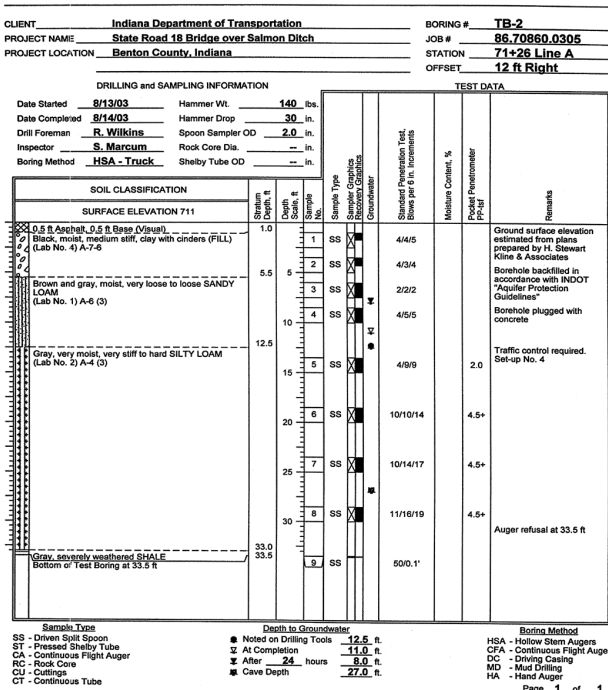 CLIENT Indiana Department of Transportation BORING # TB-2
PROJECT NAME State Road 18 Bridge over Salmon Ditch JOB # 86.70860.0305
PROJECT LOCATION Benton County, Indiana STATION 71+26 Line A
OFFSET 12 ft Right
DRILLING and SAMPLING INFORMATION TEST DATA
Date Started 8/13/03 Hammer Wt. 140 lbs.
Date Completed 8/14/03 Hammer Drop 30 in.
Drill Foreman R. Wilkins Spoon Sampler OD 2.0 in.
Inspector S. Marcum Rock Core Dia. -- in.
Boring Method HSA - Truck Shelby Tube OD -- in.
SOIL CLASSIFICATION
SURFACE ELEVATION 711
Stratum Depth, ft
Depth Scale, ft
Sample No.
Sample Type
Sampler Graphics
Recovery Graphics
Groundwater
Standard Penetration Test, Blows per 6 in. Increments
Moisture Content, %
Pocket Penetrometer PP-tsf
Remarks
0.5 ft Asphalt, 0.5 ft Base (Visual) 1.0
Black, moist, medium stiff, clay with cinders (FILL)
(Lab No. 4) A-7-6
1 SS 4/4/5
2 SS 4/3/4
5.5 5
Brown and gray, moist, very loose to loose SANDY
LOAM
(Lab No. 1) A-6 (3)
3 SS 2/2/2
4 SS 4/5/5
10
12.5
Gray, very moist, very stiff to hard SILTY LOAM
(Lab No. 2) A-4 (3)
5 SS 4/9/9 2.0
15
6 SS 10/10/14 4.5+
20
7 SS 10/14/17 4.5+
25
8 SS 11/16/19 4.5+
30
33.0
Gray, severely weathered SHALE 33.5
Bottom of Test Boring at 33.5 ft
9 SS 50/0.1'
Ground surface elevation
estimated from plans
prepared by H. Stewart
Kline & Associates
Borehole backfilled in
accordance with INDOT
"Aquifer Protection
Guidelines"
Borehole plugged with
concrete
Traffic control required.
Set-up No. 4
Auger refusal at 33.5 ft
Sample Type
SS - Driven Split Spoon
ST - Pressed Shelby Tube
CA - Continuous Flight Auger
RC - Rock Core
CU - Cuttings
CT - Continuous Tube
Depth to Groundwater
Noted on Drilling Tools 12.5 ft.
At Completion 11.0 ft.
After 24 hours 8.0 ft.
Cave Depth 27.0 ft.
Boring Method
HSA - Hollow Stem Augers
CFA - Continuous Flight Auge
DC - Driving Casing
MD - Mud Drilling
HA - Hand Auger
Page 1 of 1